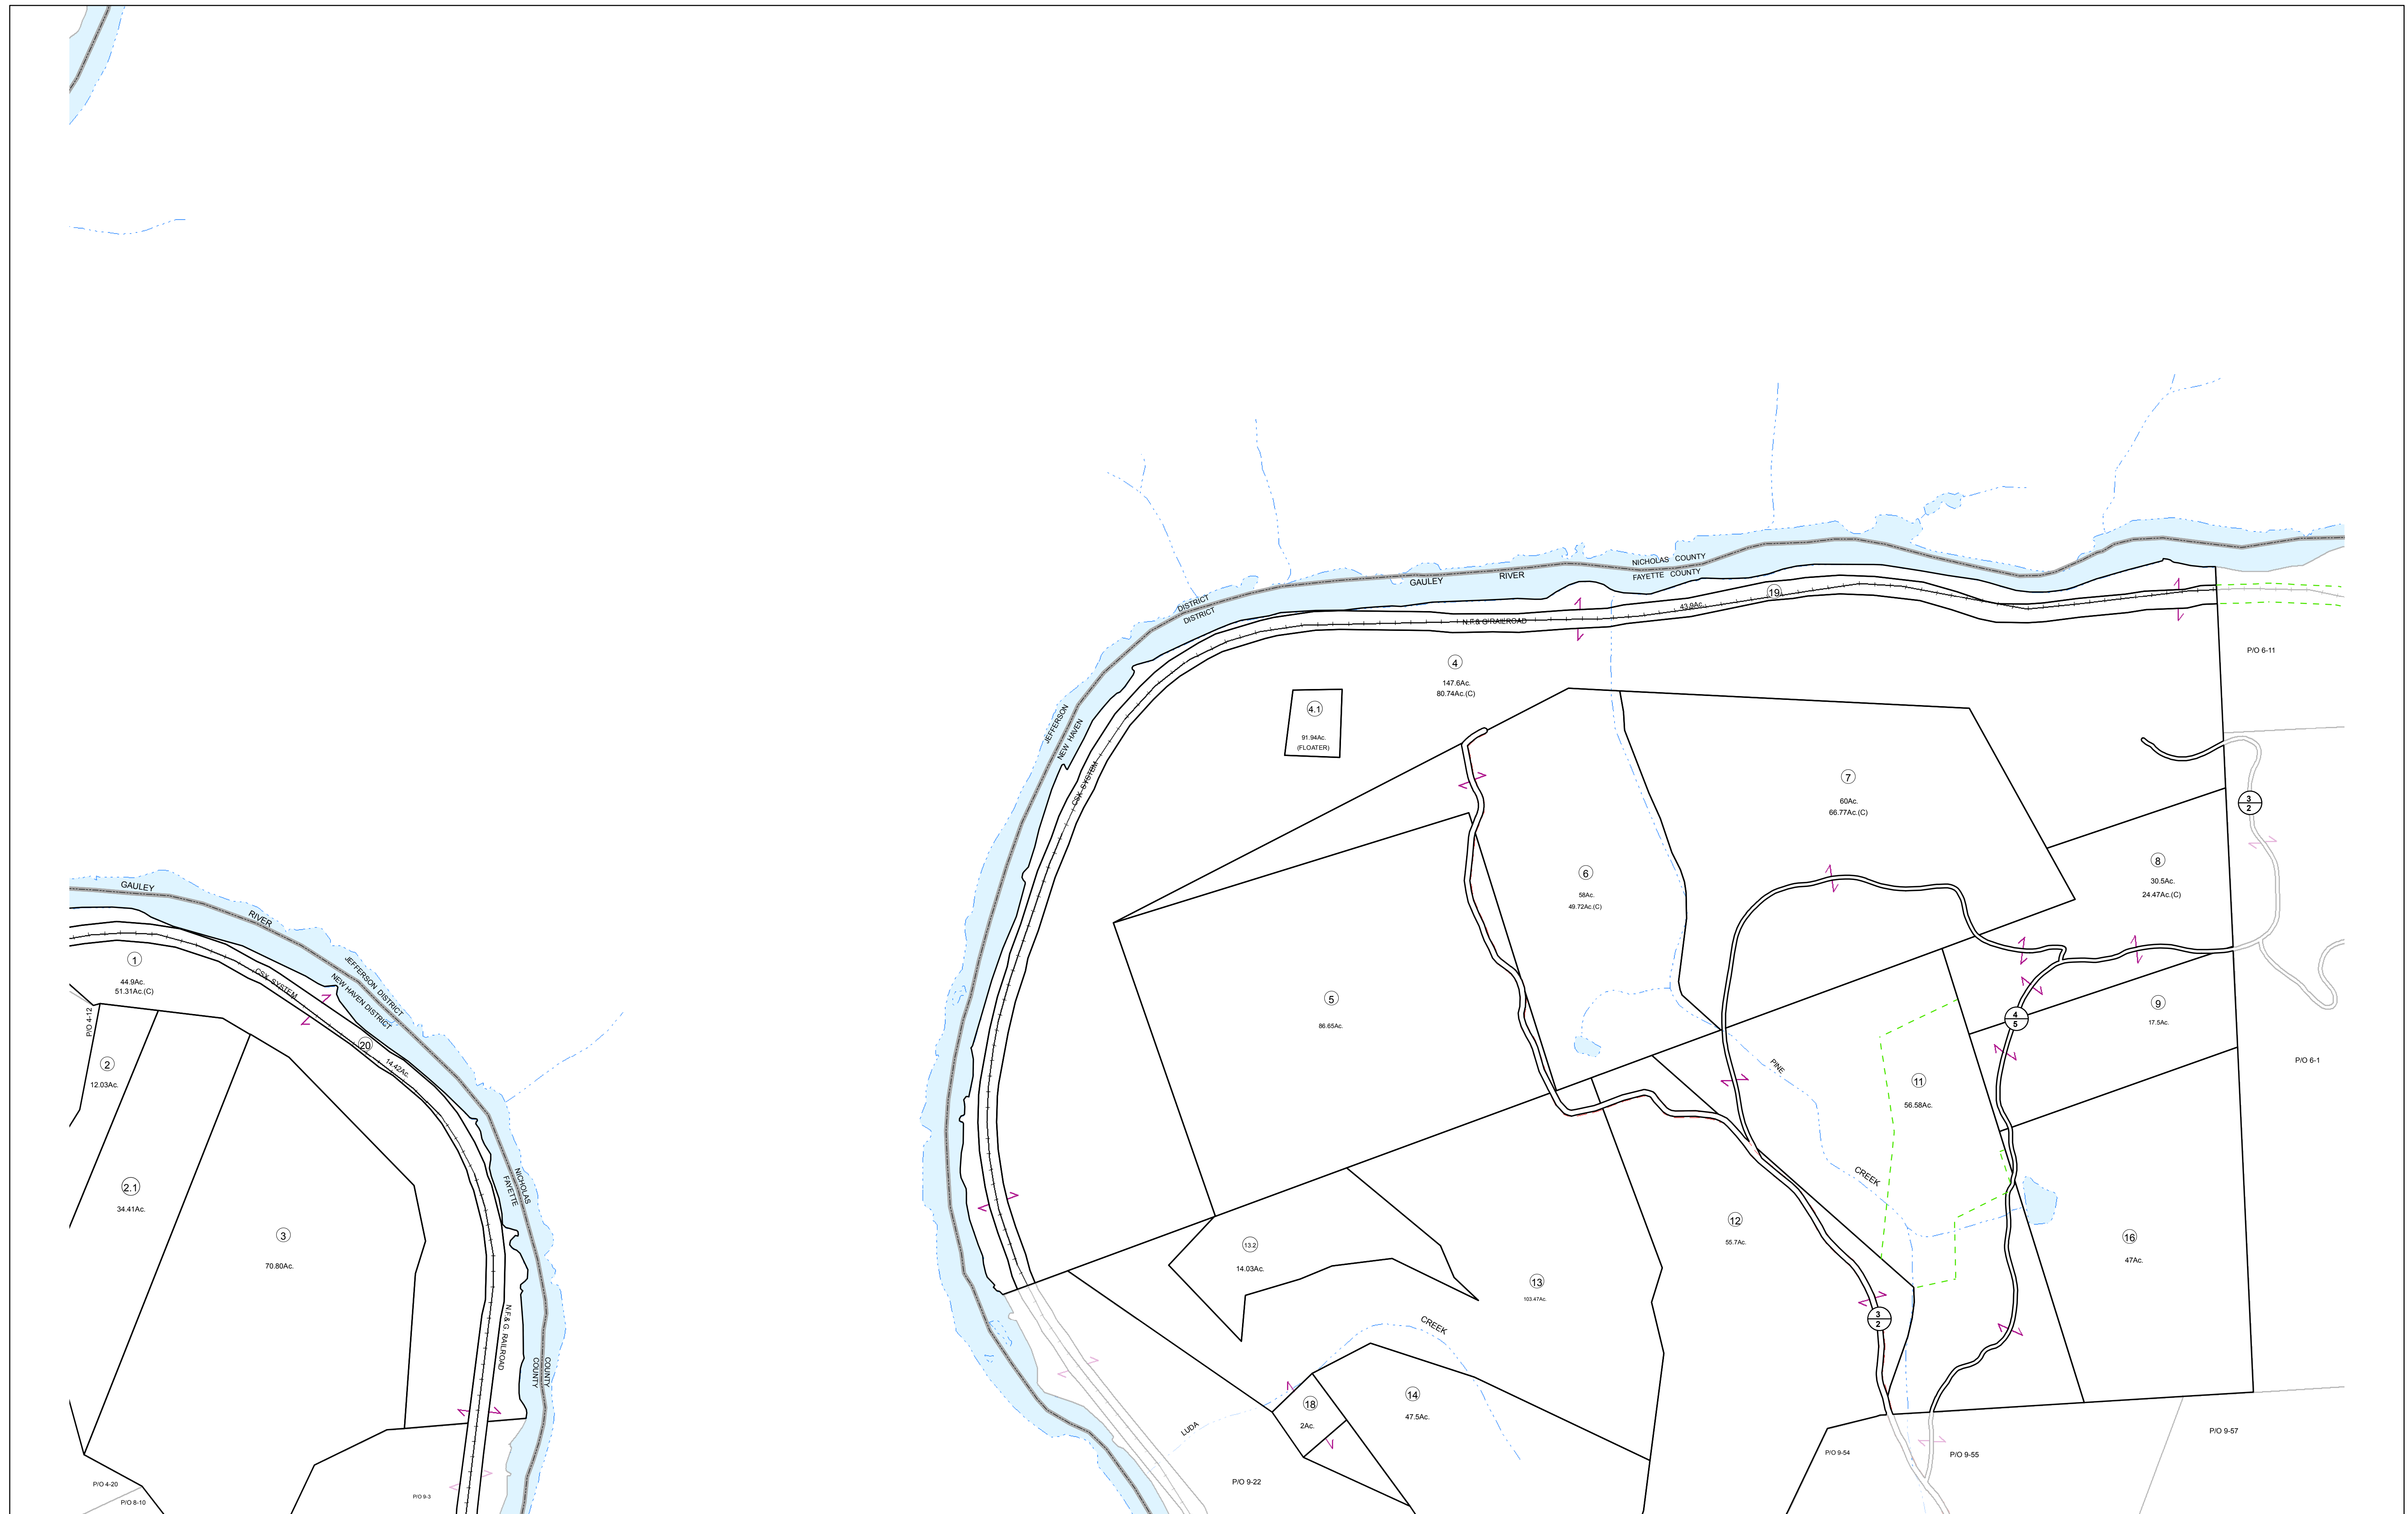 NICHOLAS COUNTY
FAYETTE COUNTY
GAULEY RIVER
DISTRICT
DISTRICT
19
43.9Ac.
N.F.& G RAILROAD
JEFFERSON
NEW HAVEN
CSX SYSTEM
4
147.6Ac.
80.74Ac.(C)
4.1
91.94Ac.
(FLOATER)
P/O 6-11
7
60Ac.
66.77Ac.(C)
3
2
6
58Ac.
49.72Ac.(C)
8
30.5Ac.
24.47Ac.(C)
GAULEY
RIVER
JEFFERSON DISTRICT
NEW HAVEN DISTRICT
CSX SYSTEM
1
44.9Ac.
51.31Ac.(C)
P/O 4-12
20
14.42Ac.
2
12.03Ac.
5
86.65Ac.
9
17.5Ac.
4
5
P/O 6-1
PINE
CREEK
11
56.58Ac.
2.1
34.41Ac.
NICHOLAS
FAYETTE
3
70.80Ac.
13.2
14.03Ac.
12
55.7Ac.
16
47Ac.
13
103.47Ac.
3
2
N.F.& G RAILROAD
COUNTY
COUNTY
CREEK
LUDA
18
2Ac.
14
47.5Ac.
P/O 9-57
P/O 9-54
P/O 9-55
P/O 9-22
P/O 4-20
P/O 8-10
P/O 9-3